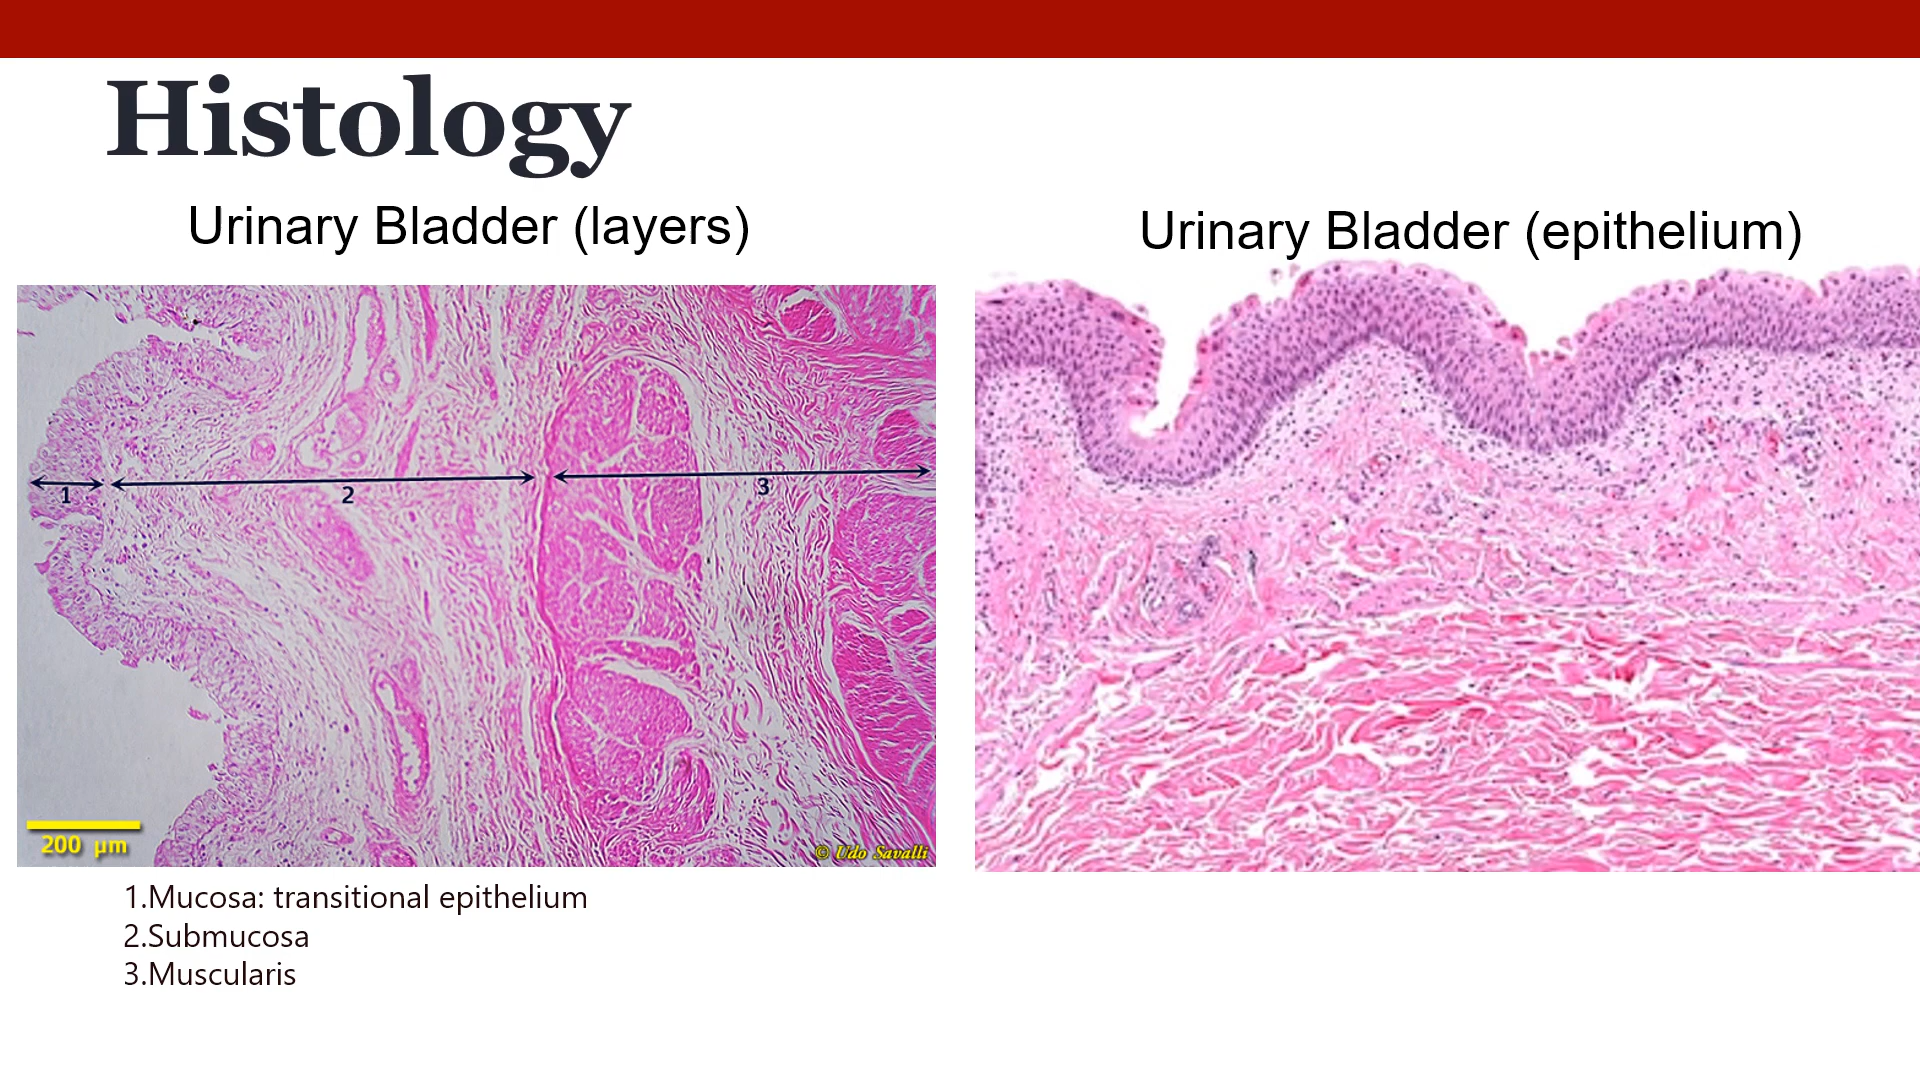 Histology
Urinary Bladder (layers)
Urinary Bladder (epithelium)
1
2
3
200 µm
© Udo Savalli
1.Mucosa: transitional epithelium
2.Submucosa
3.Muscularis